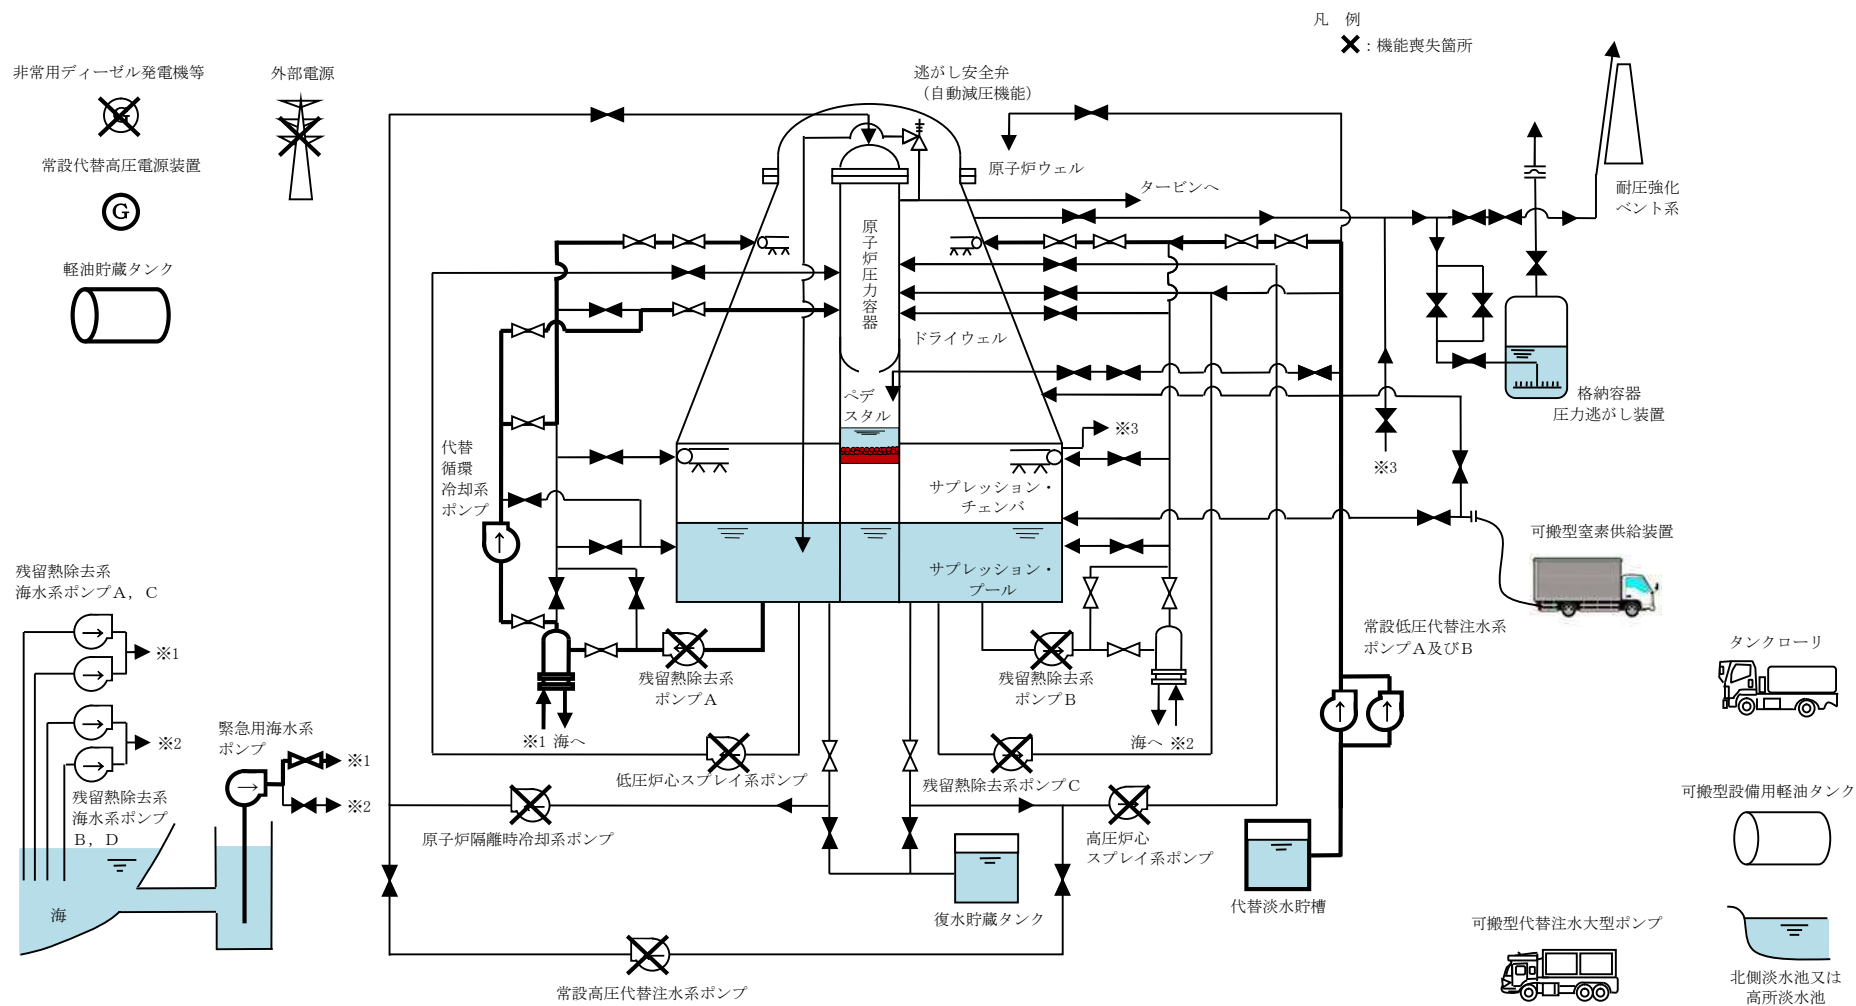 凡 例
：機能喪失箇所
非常用ディーゼル発電機等
G
外部電源
常設代替高圧電源装置
G
軽油貯蔵タンク
逃がし安全弁
（自動減圧機能）
原子炉ウェル
タービンへ
耐圧強化
ベント系
原子炉圧力容器
ドライウェル
ペデ
スタル
格納容器
圧力逃がし装置
※3
※3
代替
循環
冷却系
ポンプ
サプレッション・
チェンバ
サプレッション・
プール
可搬型窒素供給装置
残留熱除去系
海水系ポンプＡ，Ｃ
※1
※2
残留熱除去系
海水系ポンプ
Ｂ，Ｄ
海
緊急用海水系
ポンプ
※1
※2
残留熱除去系
ポンプＡ
※1 海へ
残留熱除去系
ポンプＢ
海へ ※2
常設低圧代替注水系
ポンプＡ及びＢ
タンクローリ
低圧炉心スプレイ系ポンプ
残留熱除去系ポンプＣ
原子炉隔離時冷却系ポンプ
高圧炉心
スプレイ系ポンプ
可搬型設備用軽油タンク
復水貯蔵タンク
代替淡水貯槽
可搬型代替注水大型ポンプ
常設高圧代替注水系ポンプ
北側淡水池又は
高所淡水池